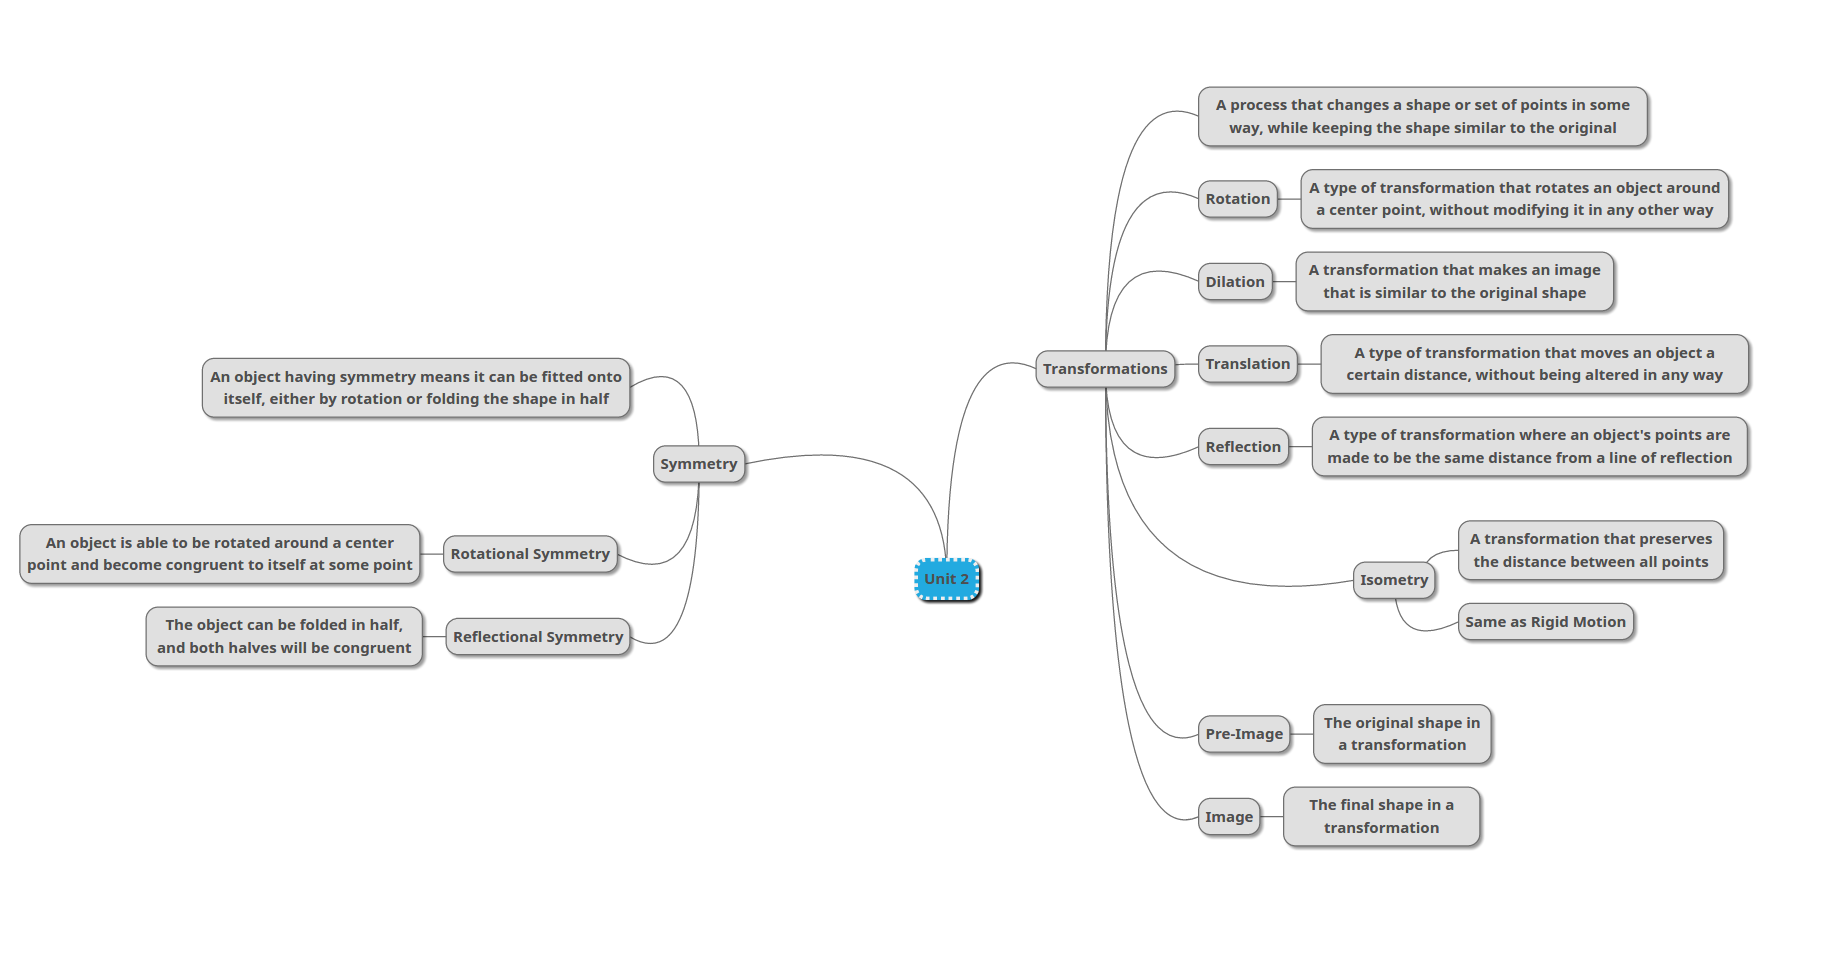 Unit 2
Transformations
A process that changes a shape or set of points in some
way, while keeping the shape similar to the original
Rotation
A type of transformation that rotates an object around
a center point, without modifying it in any other way
Dilation
A transformation that makes an image
that is similar to the original shape
Translation
A type of transformation that moves an object a
certain distance, without being altered in any way
Reflection
A type of transformation where an object's points are
made to be the same distance from a line of reflection
Isometry
A transformation that preserves
the distance between all points
Same as Rigid Motion
Pre-Image
The original shape in
a transformation
Image
The final shape in a
transformation
Symmetry
An object having symmetry means it can be fitted onto
itself, either by rotation or folding the shape in half
Rotational Symmetry
An object is able to be rotated around a center
point and become congruent to itself at some point
Reflectional Symmetry
The object can be folded in half,
and both halves will be congruent